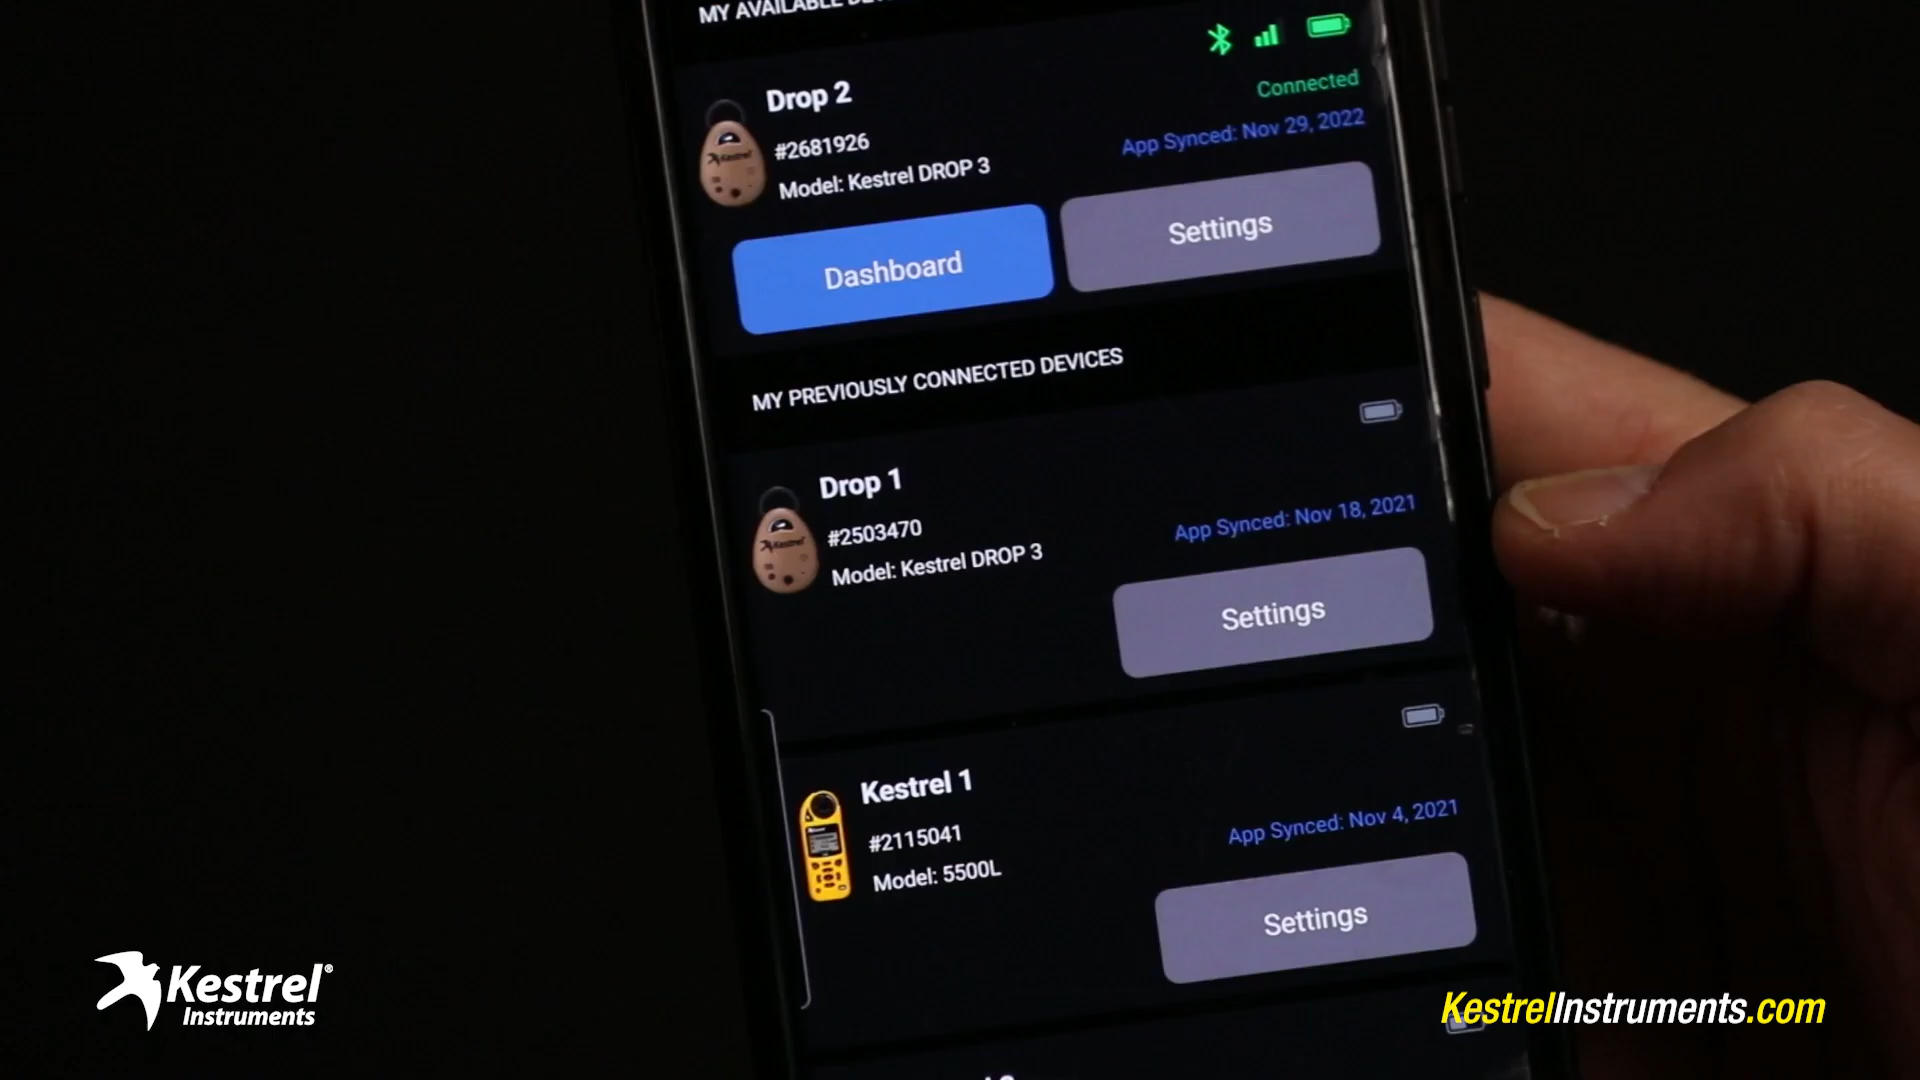 MY AVAILABLE
Drop 2
#2681926
Model: Kestrel DROP 3
Connected
App Synced: Nov 29, 2022
Dashboard
Settings
MY PREVIOUSLY CONNECTED DEVICES
Drop 1
#2503470
Model: Kestrel DROP 3
App Synced: Nov 18, 2021
Settings
Kestrel 1
#2115041
Model: 5500L
App Synced: Nov 4, 2021
Settings
Kestrel®
Instruments
KestrelInstruments.com